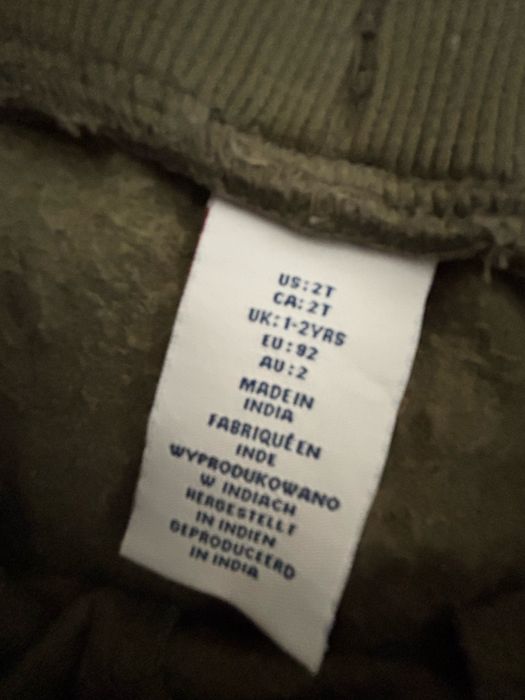 US:2T
CA:2T
UK:1-2YRS
EU:92
AU:2
MADE IN
INDIA
FABRIQUÉ EN
INDE
WYPRODUKOWANO
W INDIACH
HERGESTELLT
IN INDIEN
GEPRODUCEERD
IN INDIA